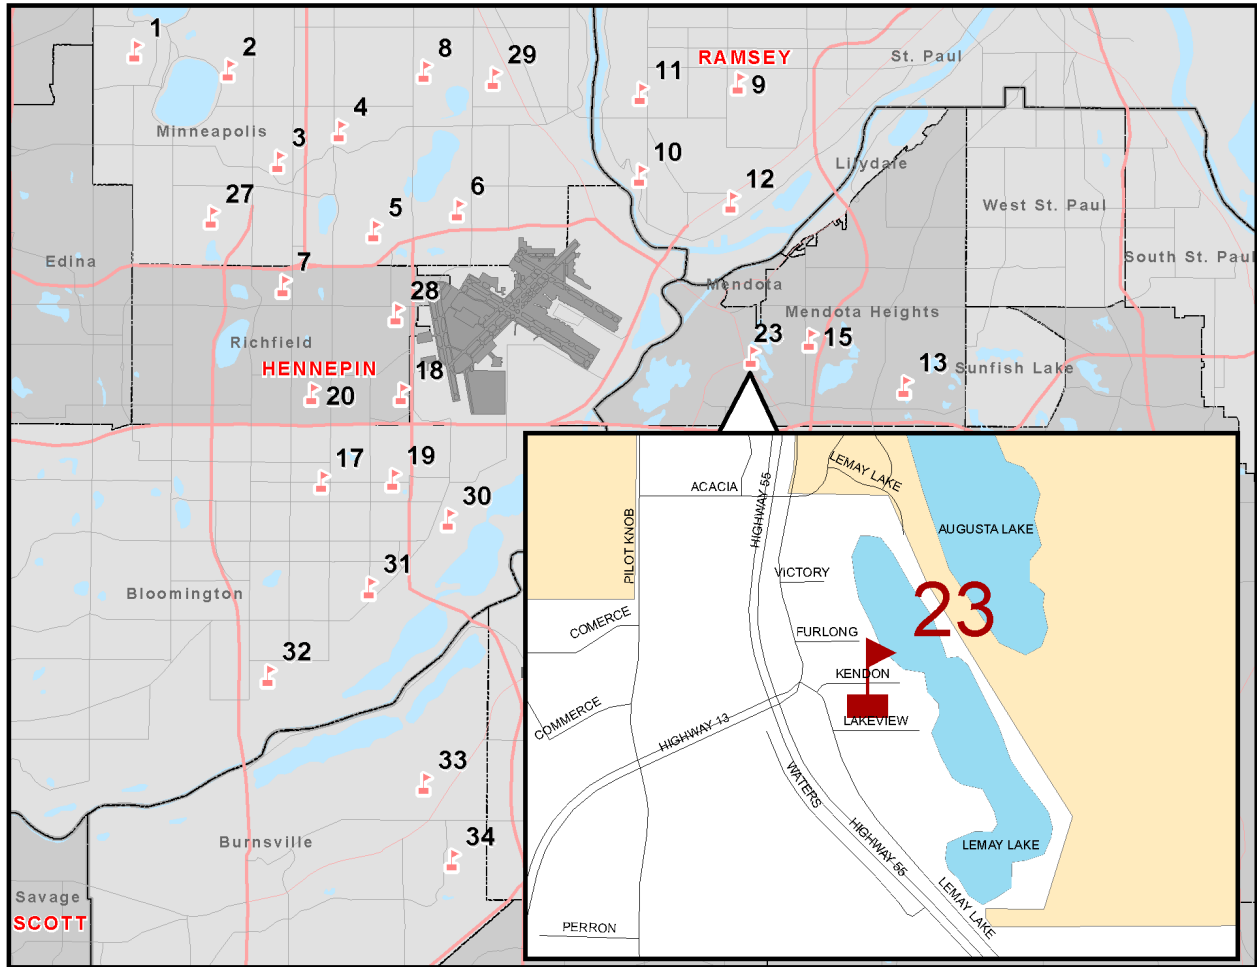 1
2
8
29
11
RAMSEY
9
St. Paul
Minneapolis
4
3
10
12
Lilydale
27
5
6
West St. Paul
Edina
7
South St. Paul
28
Mendota
Mendota Heights
Richfield
23
15
HENNEPIN
18
13
Sunfish Lake
20
17
19
30
31
Bloomington
32
33
34
Burnsville
Savage
SCOTT
LEMAY LAKE
ACACIA
HIGHWAY 55
PILOT KNOB
AUGUSTA LAKE
VICTORY
23
COMERCE
FURLONG
KENDON
COMMERCE
LAKEVIEW
HIGHWAY 13
WATERS
HIGHWAY 55
LEMAY LAKE
LEMAY LAKE
PERRON